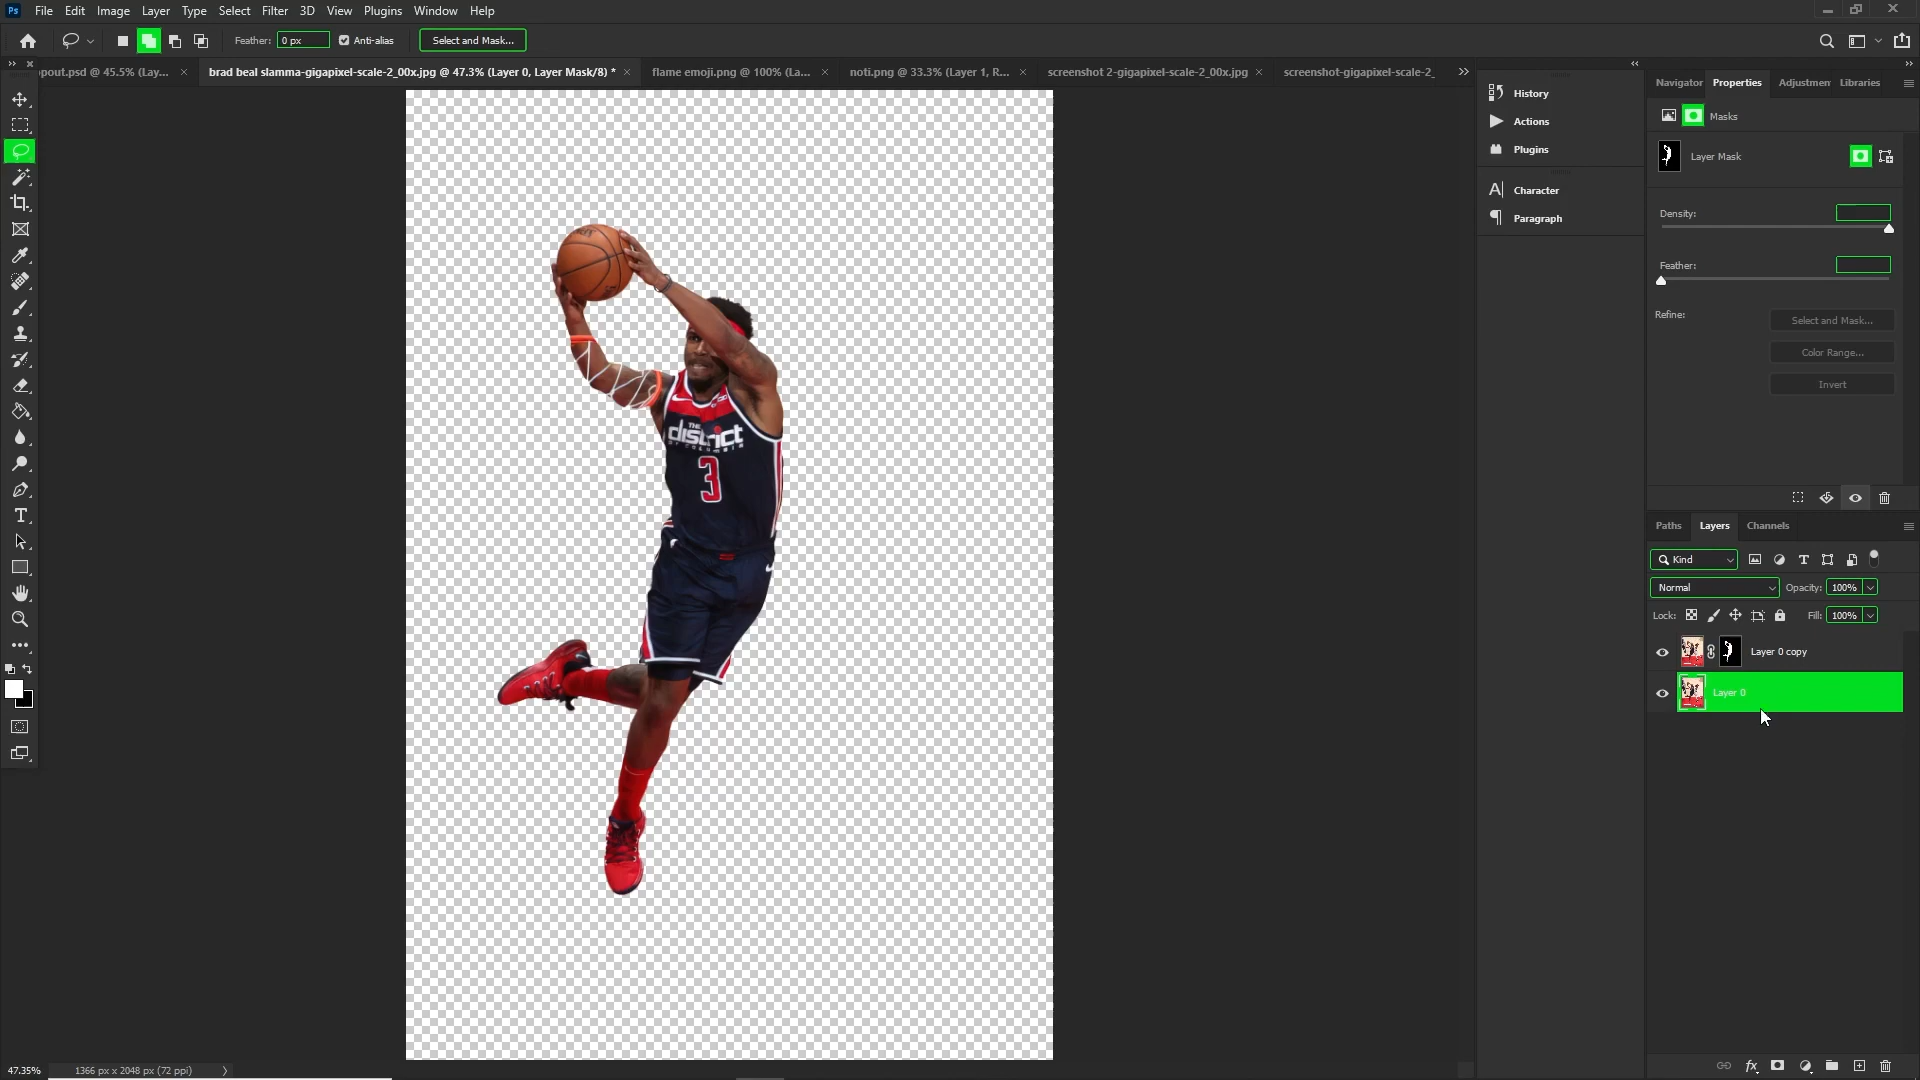 Ps File Edit Image Layer Type Select Filter 3D View Plugins Window Help
Feather: 0 px Anti-alias Select and Mask...
pout.psd @ 45.5% (Lay...
brad beal slamma-gigapixel-scale-2_00x.jpg @ 47.3% (Layer 0, Layer Mask/8) *
flame emoji.png @ 100% (La...
noti.png @ 33.3% (Layer 1, R...
screenshot 2-gigapixel-scale-2_00x.jpg
screenshot-gigapixel-scale-2_
History
Actions
Plugins
Character
Paragraph
Navigator Properties Adjustmen Libraries
Masks
Layer Mask
Density:
Feather:
Refine: Select and Mask...
Color Range...
Invert
Paths Layers Channels
Kind
Normal Opacity: 100%
Lock: Fill: 100%
Layer 0 copy
Layer 0
THE
district
OF COLUMBIA
3
47.35% 1366 px x 2048 px (72 ppi)